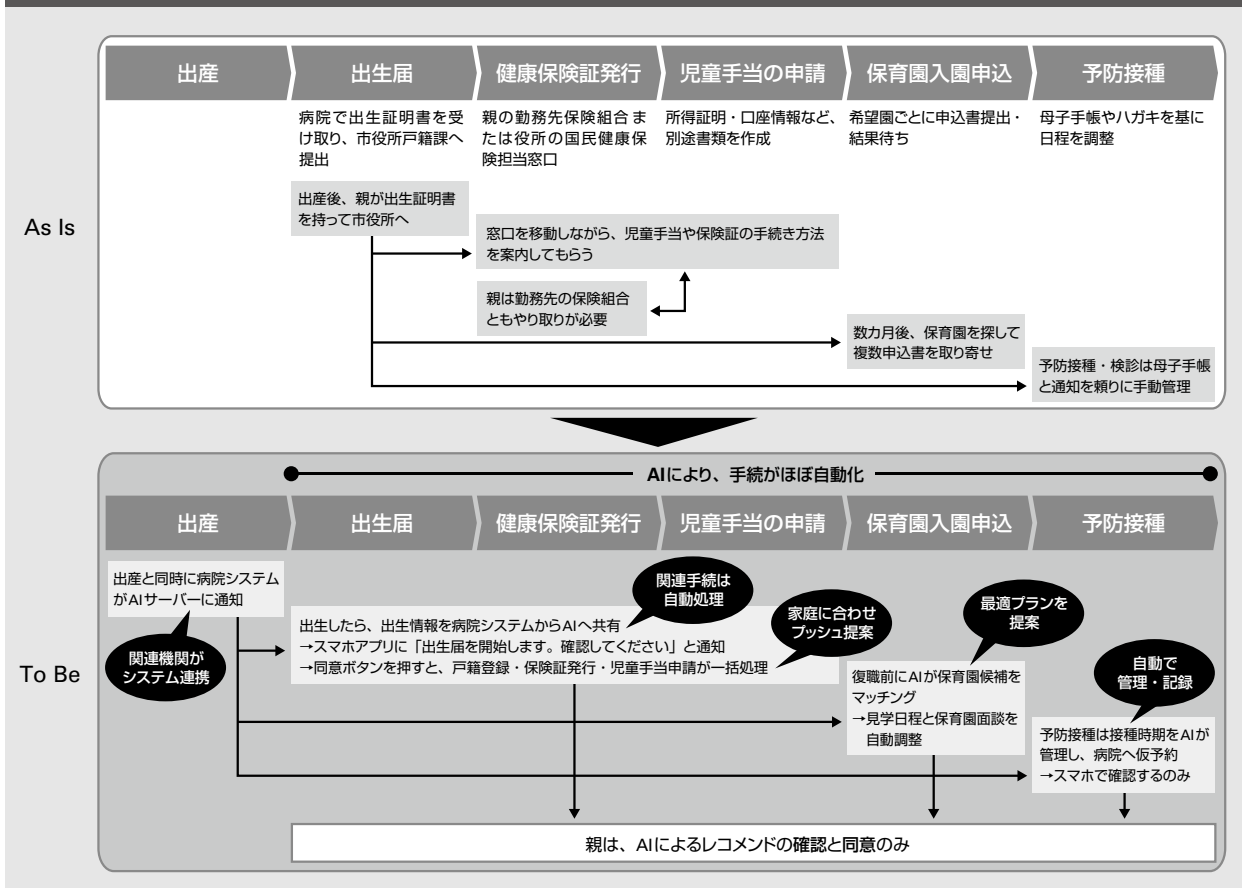 出産
出生届
健康保険証発行
児童手当の申請
保育園入園申込
予防接種
病院で出生証明書を受
け取り、市役所戸籍課へ
提出
親の勤務先保険組合ま
たは役所の国民健康保
険担当窓口
所得証明・口座情報など、
別途書類を作成
希望園ごとに申込書提出・
結果待ち
母子手帳やハガキを基に
日程を調整
As Is
出産後、親が出生証明書
を持って市役所へ
窓口を移動しながら、児童手当や保険証の手続き方法
を案内してもらう
親は勤務先の保険組合
ともやり取りが必要
数カ月後、保育園を探して
複数申込書を取り寄せ
予防接種・検診は母子手帳
と通知を頼りに手動管理
AIにより、手続がほぼ自動化
出産
出生届
健康保険証発行
児童手当の申請
保育園入園申込
予防接種
To Be
出産と同時に病院システム
がAIサーバーに通知
関連機関が
システム連携
関連手続は
自動処理
家庭に合わせ
プッシュ提案
出生したら、出生情報を病院システムからAIへ共有
→スマホアプリに「出生届を開始します。確認してください」と通知
→同意ボタンを押すと、戸籍登録・保険証発行・児童手当申請が一括処理
最適プランを
提案
復職前にAIが保育園候補を
マッチング
→見学日程と保育園面談を
自動調整
自動で
管理・記録
予防接種は接種時期をAIが
管理し、病院へ仮予約
→スマホで確認するのみ
親は、AIによるレコメンドの確認と同意のみ